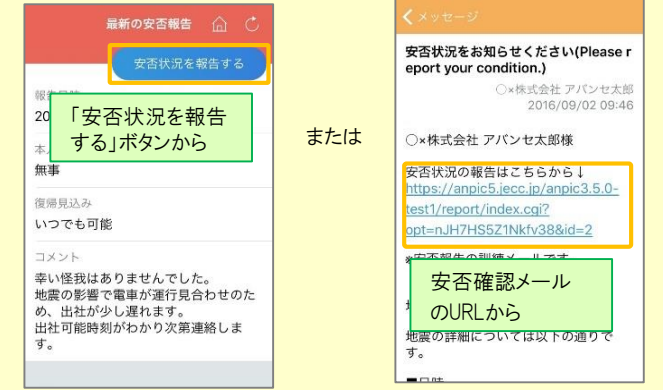 最新の安否報告
安否状況を報告する
20
「安否状況を報告
する」ボタンから
無事
復帰見込み
いつでも可能
コメント
幸い怪我はありませんでした。
地震の影響で電車が運行見合わせのた
め、出社が少し遅れます。
出社可能時刻がわかり次第連絡しま
す。
または
メッセージ
安否状況をお知らせください(Please r
eport your condition.)
○×株式会社 アバンセ太郎
2016/09/02 09:46
○×株式会社 アバンセ太郎様
安否状況の報告はこちらから↓
https://anpic5.jecc.jp/anpic3.5.0-
test1/report/index.cgi?
opt=nJH7HS5Z1Nkfv38&id=2
安否確認メール
のURLから
地震の詳細については以下の通りで
す。